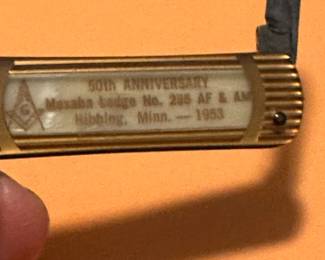 50th ANNIVERSARY
Mesaba Lodge No. 255 AF & AM
Hibbing, Minn. — 1953